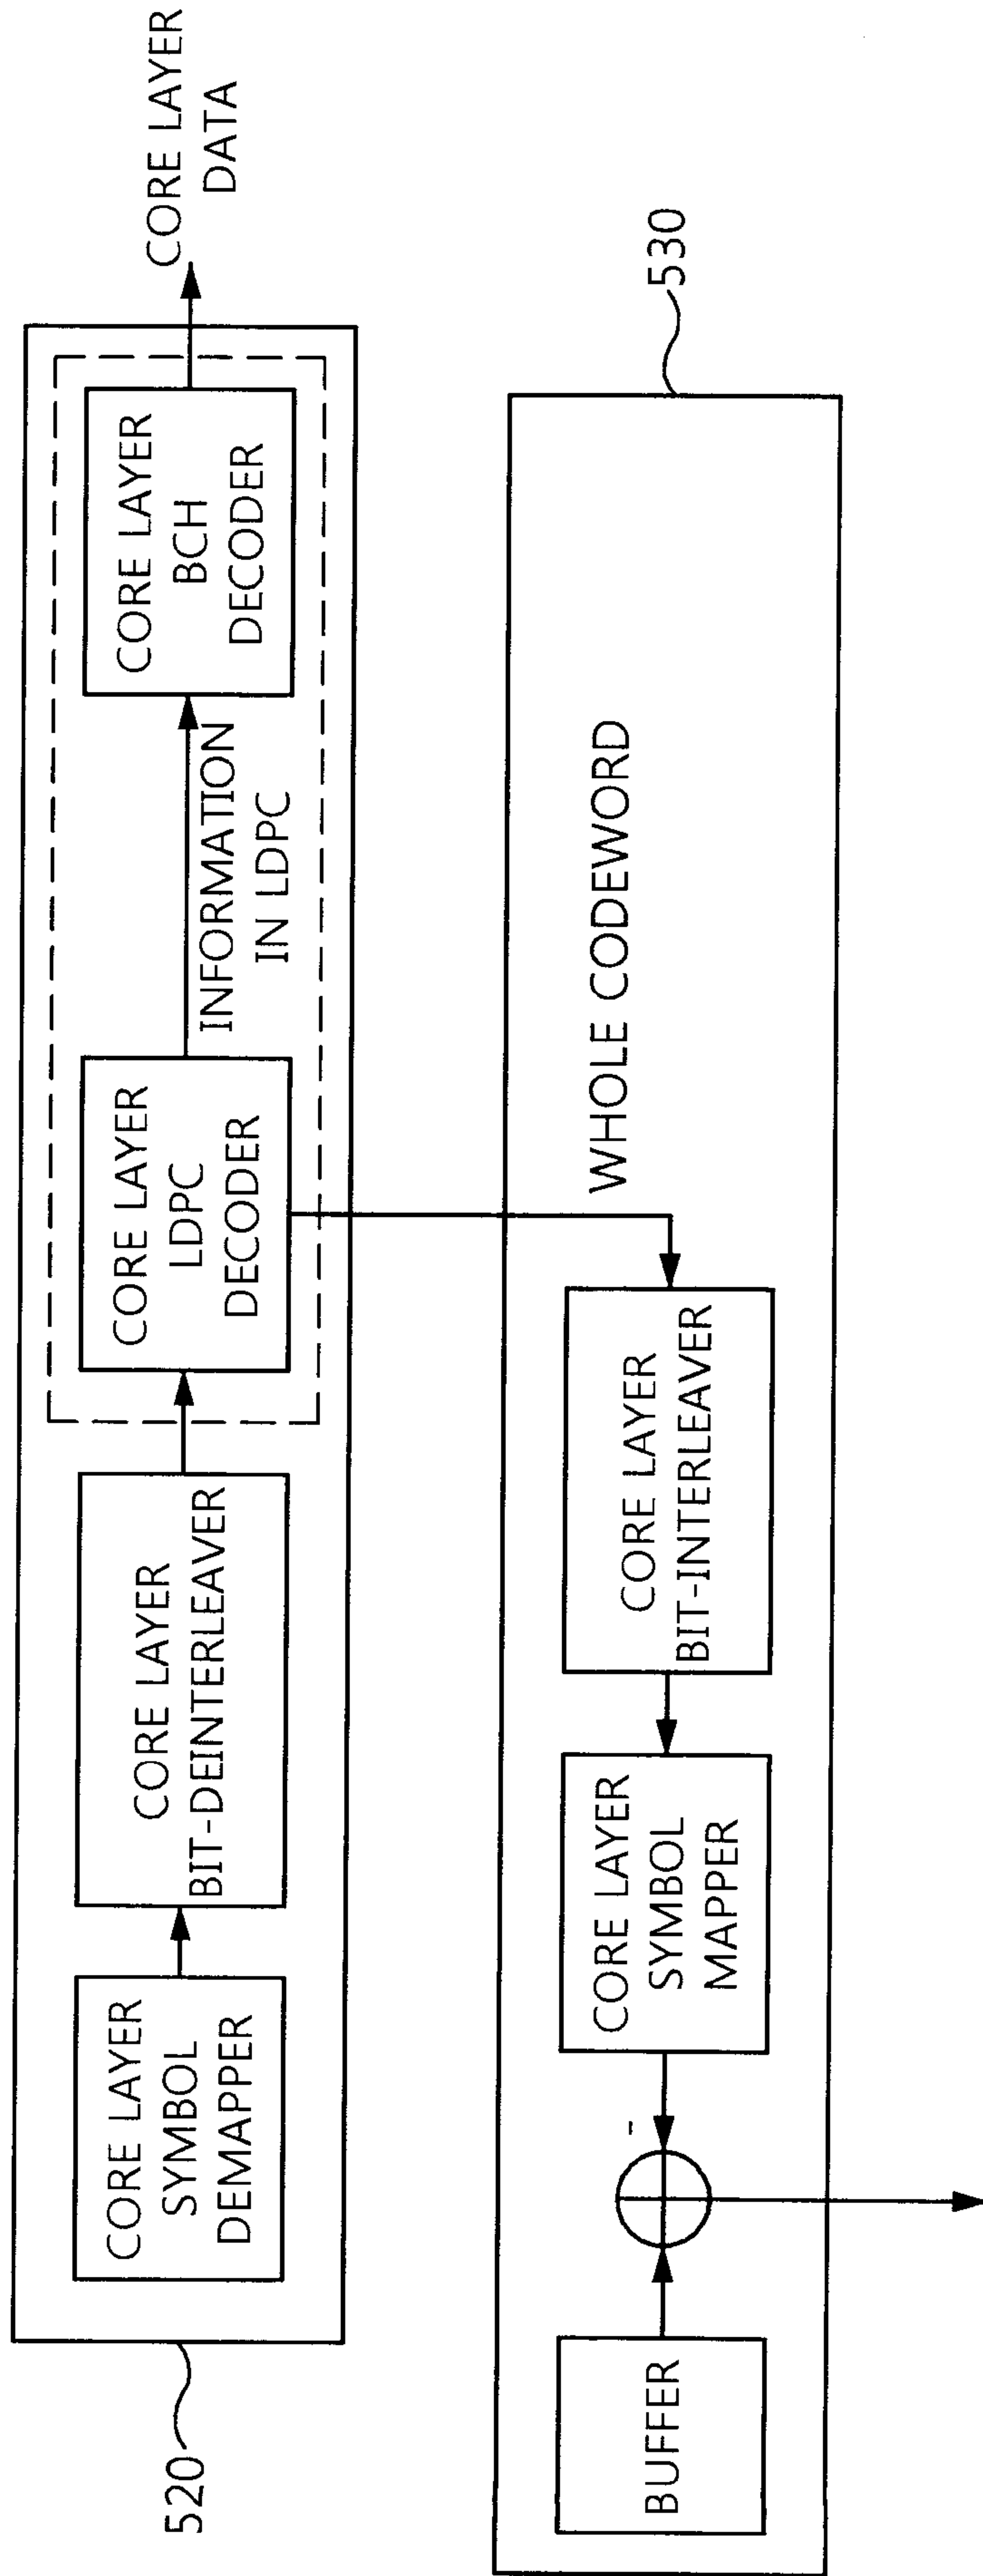 520
CORE LAYER
SYMBOL
DEMAPPER
CORE LAYER
BIT-DEINTERLEAVER
CORE LAYER
LDPC
DECODER
INFORMATION
IN LDPC
CORE LAYER
BCH
DECODER
CORE LAYER
DATA
530
WHOLE CODEWORD
BUFFER
-
CORE LAYER
SYMBOL
MAPPER
CORE LAYER
BIT-INTERLEAVER